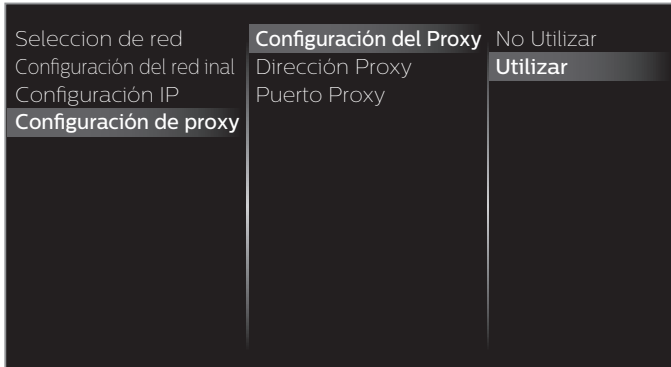 Seleccion de red
Configuración del red inal
Configuración IP
Configuración de proxy
Configuración del Proxy
Dirección Proxy
Puerto Proxy
No Utilizar
Utilizar